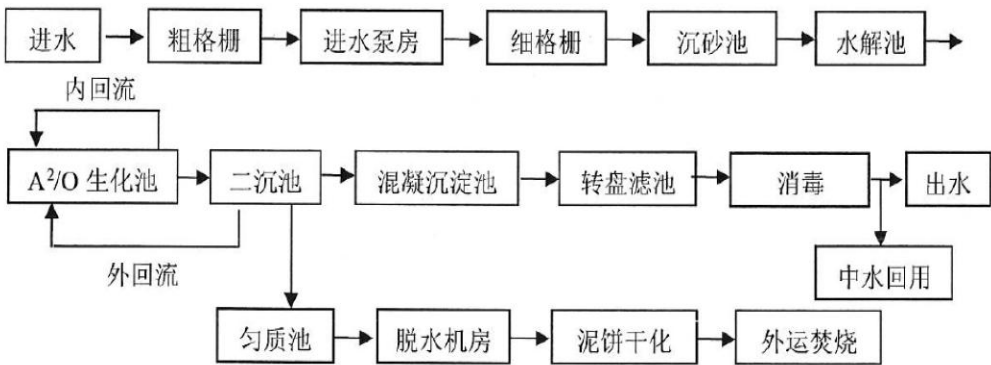 进水 粗格栅 进水泵房 细格栅 沉砂池 水解池
内回流
A²/O 生化池 二沉池 混凝沉淀池 转盘滤池 消毒 出水
外回流 中水回用
匀质池 脱水机房 泥饼干化 外运焚烧